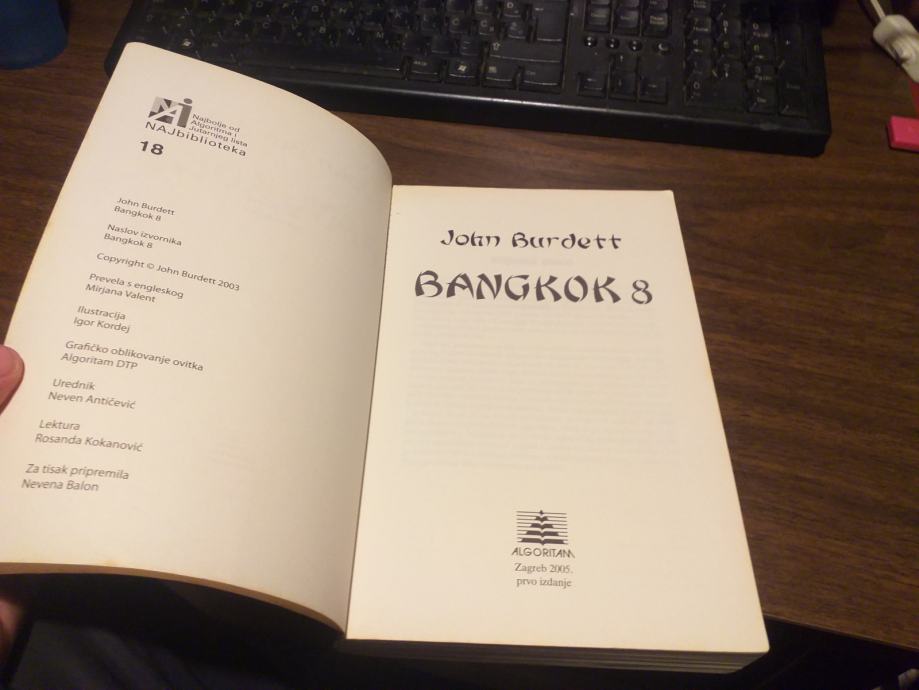 Najbolje od
Algoritma i
Jutarnjeg lista
NAJbiblioteka
18
John Burdett
Bangkok 8
Naslov izvornika
Bangkok 8
Copyright © John Burdett 2003
Prevela s engleskog
Mirjana Valent
Ilustracija
Igor Kordej
Grafičko oblikovanje ovitka
Algoritam DTP
Urednik
Neven Antičević
Lektura
Rosanda Kokanović
Za tisak pripremila
Nevena Balon
John Burdett
BANGKOK 8
ALGORITAM
Zagreb 2005.
prvo izdanje